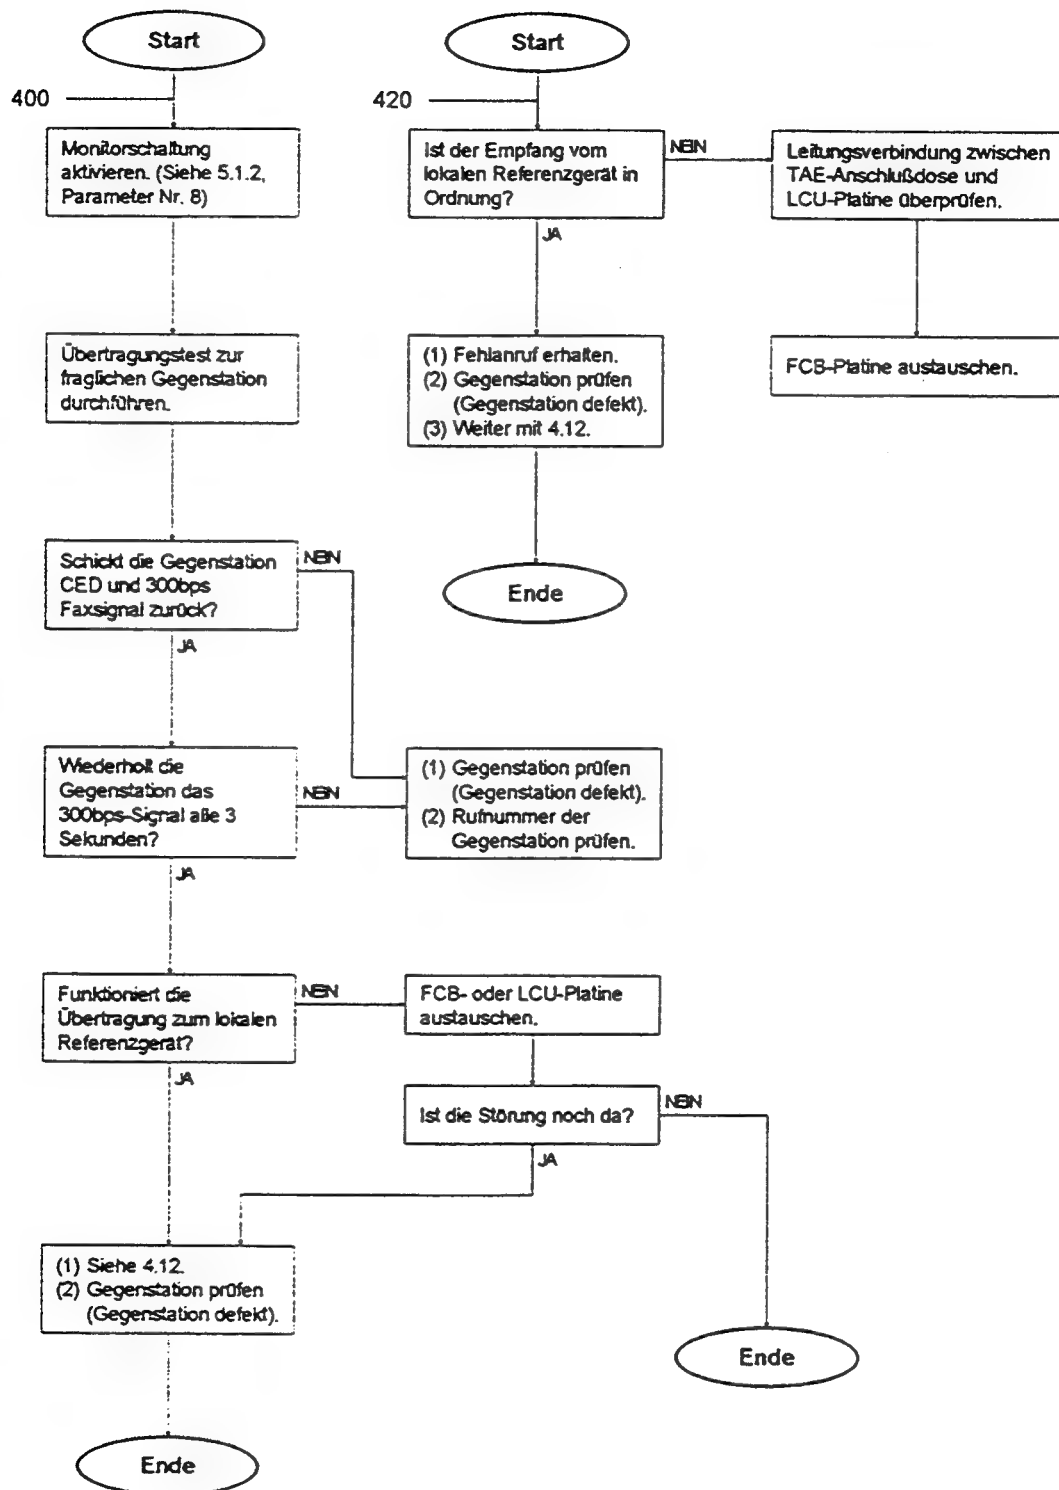 Start
400
Monitorschaltung
aktivieren. (Siehe 5.1.2,
Parameter Nr. 8)
Übertragungstest zur
fraglichen Gegenstation
durchführen.
Schickt die Gegenstation
CED und 300bps
Faxsignal zurück?
NEIN
JA
Wiederholt die
Gegenstation das
300bps-Signal alle 3
Sekunden?
NEIN
JA
(1) Gegenstation prüfen
(Gegenstation defekt).
(2) Rufnummer der
Gegenstation prüfen.
Funktioniert die
Übertragung zum lokalen
Referenzgerät?
NEIN
JA
FCB- oder LCU-Platine
austauschen.
Ist die Störung noch da?
NEIN
JA
(1) Siehe 4.12.
(2) Gegenstation prüfen
(Gegenstation defekt).
Ende
Ende
Start
420
Ist der Empfang vom
lokalen Referenzgerät in
Ordnung?
NEIN
JA
Leitungsverbindung zwischen
TAE-Anschlußdose und
LCU-Platine überprüfen.
FCB-Platine austauschen.
(1) Fehlanruf erhalten.
(2) Gegenstation prüfen
(Gegenstation defekt).
(3) Weiter mit 4.12.
Ende